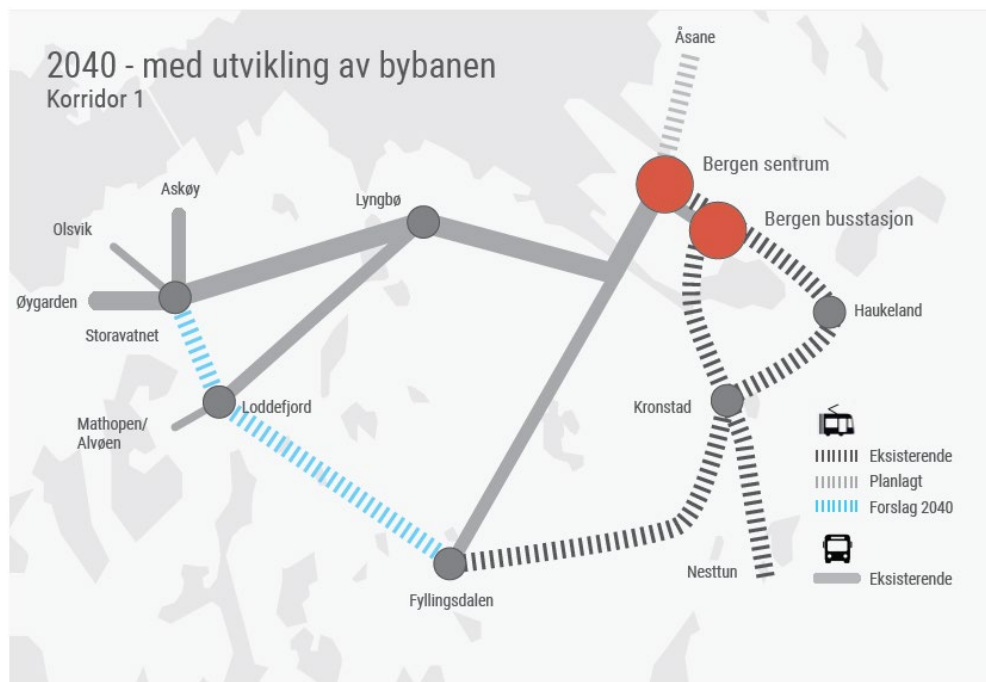 2040 - med utvikling av bybanen
Korridor 1
Åsane
Bergen sentrum
Bergen busstasjon
Askøy
Lyngbø
Olsvik
Øygarden
Storavatnet
Haukeland
Loddefjord
Kronstad
Mathopen/
Alvøen
Eksisterende
Planlagt
Forslag 2040
Nesttun
Eksisterende
Fyllingsdalen